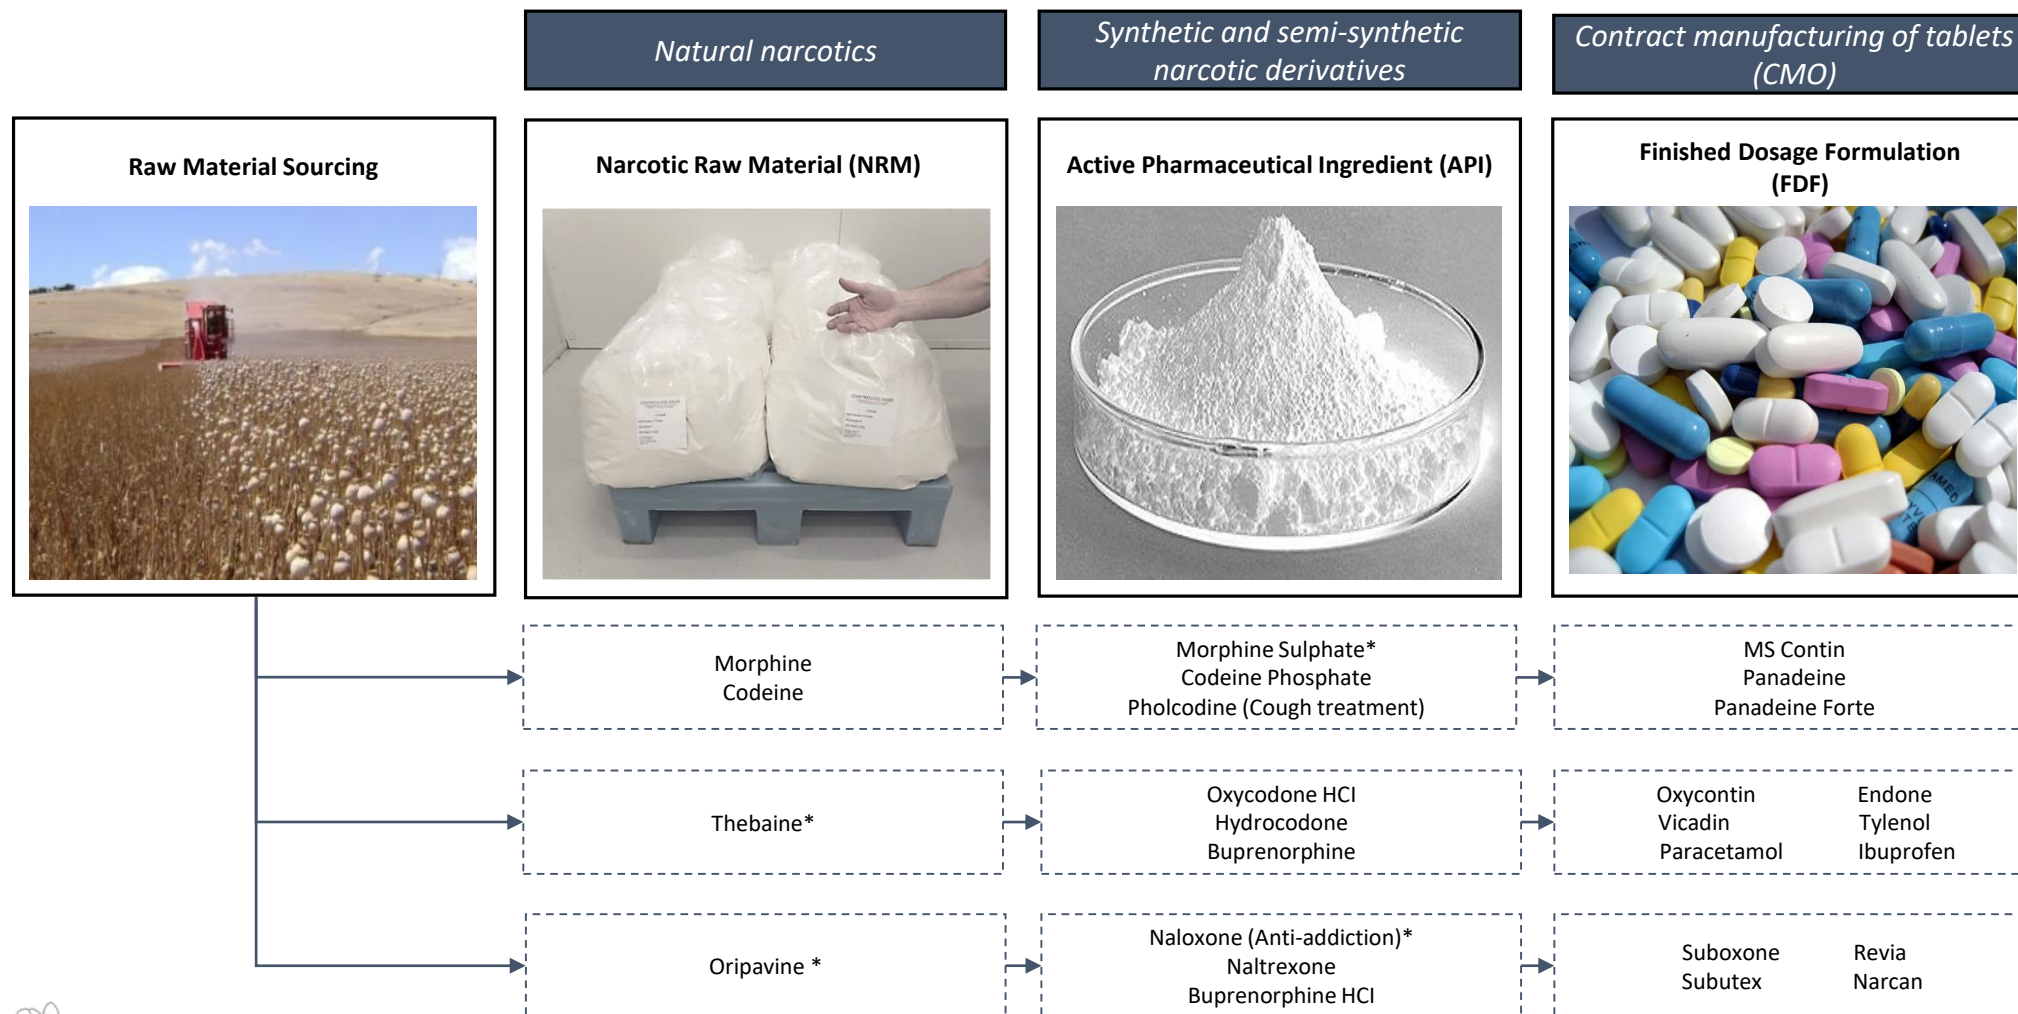 Natural narcotics
Synthetic and semi-synthetic
narcotic derivatives
Contract manufacturing of tablets
(CMO)
Raw Material Sourcing
Narcotic Raw Material (NRM)
Active Pharmaceutical Ingredient (API)
Finished Dosage Formulation
(FDF)
Morphine
Codeine
Morphine Sulphate*
Codeine Phosphate
Pholcodine (Cough treatment)
MS Contin
Panadeine
Panadeine Forte
Thebaine*
Oxycodone HCI
Hydrocodone
Buprenorphine
Oxycontin Endone
Vicadin Tylenol
Paracetamol Ibuprofen
Oripavine *
Naloxone (Anti-addiction)*
Naltrexone
Buprenorphine HCI
Suboxone Revia
Subutex Narcan